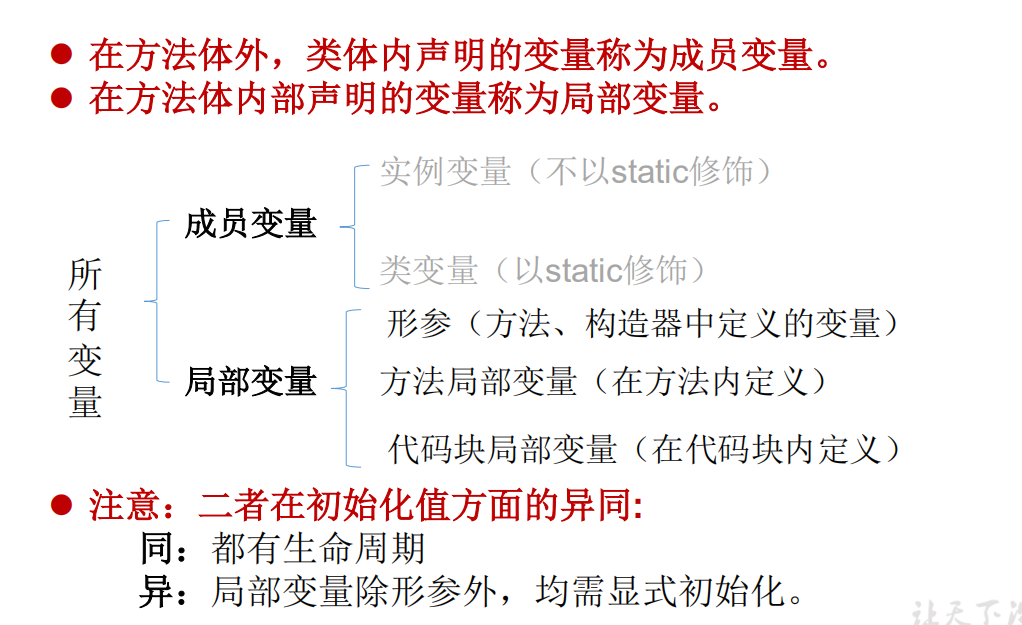 在方法体外，类体内声明的变量称为成员变量。
在方法体内部声明的变量称为局部变量。
实例变量（不以static修饰）
成员变量
类变量（以static修饰）
所有变量
形参（方法、构造器中定义的变量）
局部变量
方法局部变量（在方法内定义）
代码块局部变量（在代码块内定义）
注意：二者在初始化值方面的异同:
同：都有生命周期
异：局部变量除形参外，均需显式初始化。
让天下